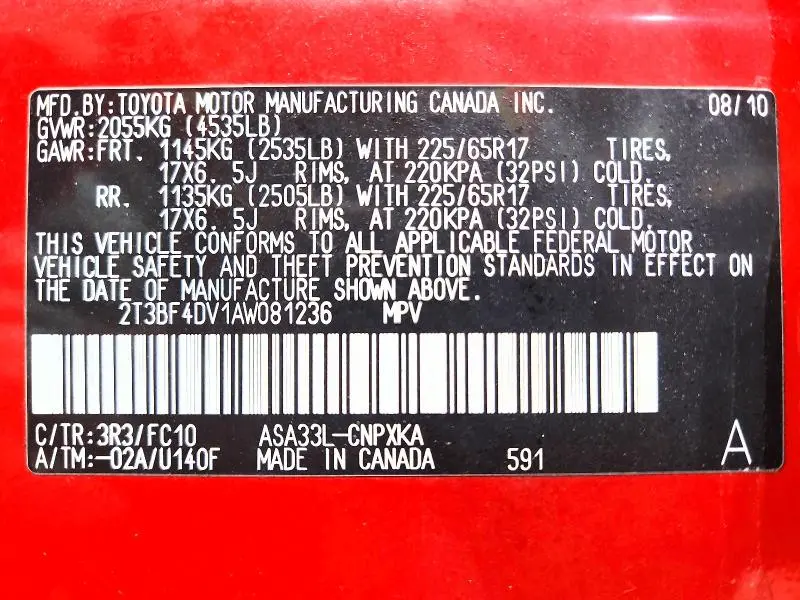 MFD.BY:TOYOTA MOTOR MANUFACTURING CANADA INC. 08/10
GVWR:2055KG (4535LB)
GAWR:FRT. 1145KG (2535LB) WITH 225/65R17 TIRES,
17X6.5J RIMS, AT 220KPA (32PSI) COLD.
RR. 1135KG (2505LB) WITH 225/65R17 TIRES,
17X6.5J RIMS, AT 220KPA (32PSI) COLD.
THIS VEHICLE CONFORMS TO ALL APPLICABLE FEDERAL MOTOR
VEHICLE SAFETY AND THEFT PREVENTION STANDARDS IN EFFECT ON
THE DATE OF MANUFACTURE SHOWN ABOVE.
2T3BF4DV1AW081236 MPV
C/TR:3R3/FC10 ASA33L-CNPXKA
A/TM:-02A/U140F MADE IN CANADA 591 A